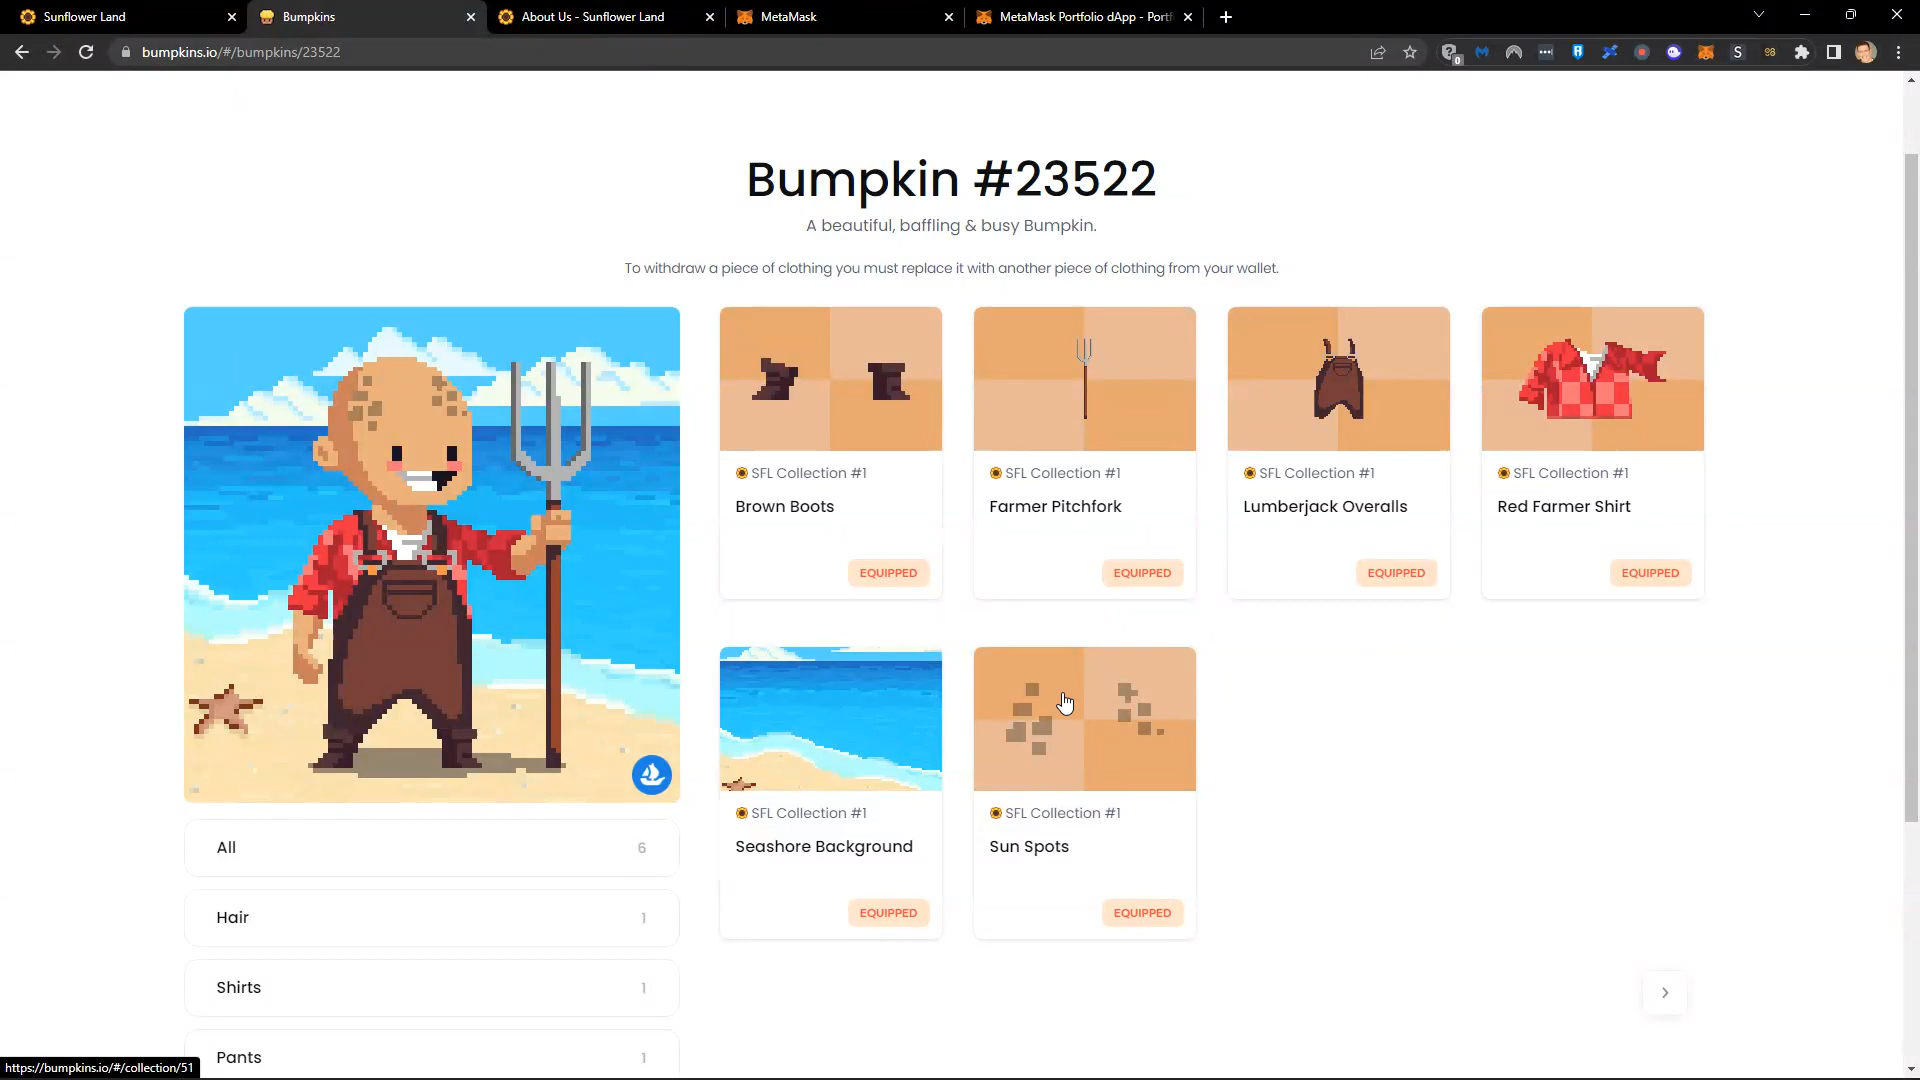 Sunflower Land
Bumpkins
About Us - Sunflower Land
MetaMask
MetaMask Portfolio dApp - Portf
bumpkins.io/#/bumpkins/23522
0
S
98
Bumpkin #23522
A beautiful, baffling & busy Bumpkin.
To withdraw a piece of clothing you must replace it with another piece of clothing from your wallet.
SFL Collection #1
Brown Boots
EQUIPPED
SFL Collection #1
Farmer Pitchfork
EQUIPPED
SFL Collection #1
Lumberjack Overalls
EQUIPPED
SFL Collection #1
Red Farmer Shirt
EQUIPPED
SFL Collection #1
Seashore Background
EQUIPPED
SFL Collection #1
Sun Spots
EQUIPPED
All 6
Hair 1
Shirts 1
Pants 1
https://bumpkins.io/#/collection/51